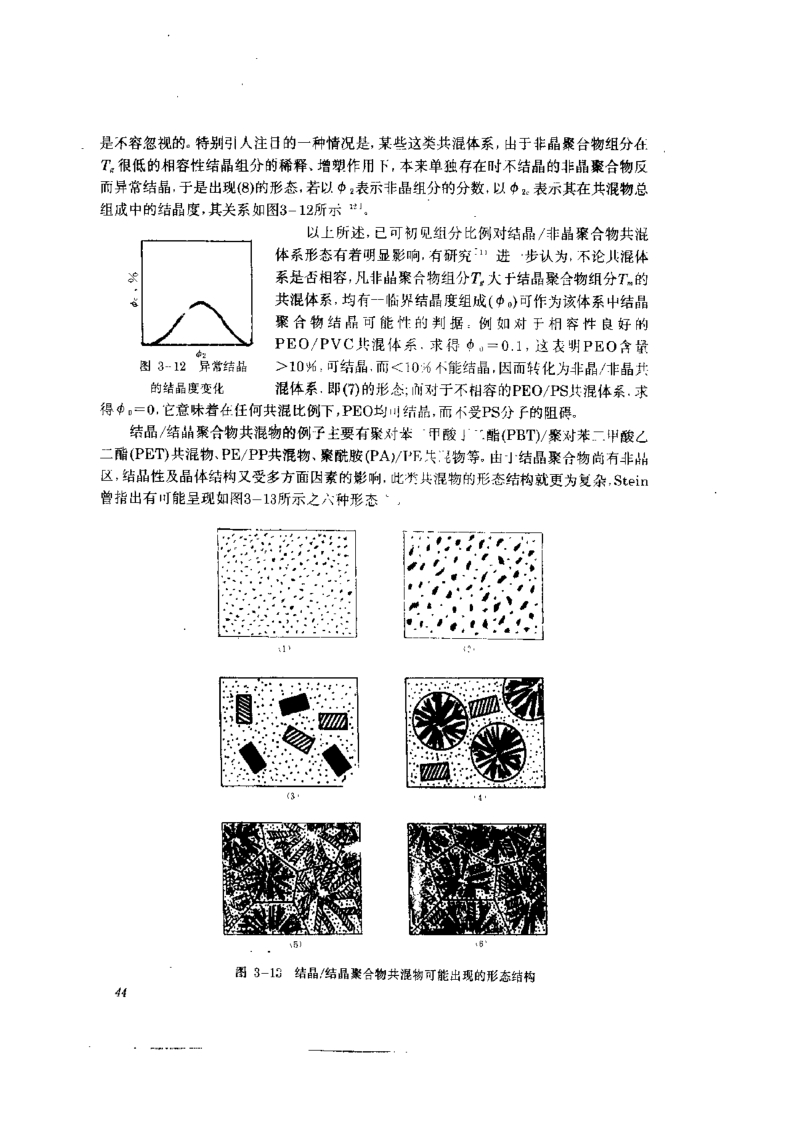 是不容忽视的。特别引人注目的一种情况是,某些这类共混体系,由于非晶聚合物组分在
Tg很低的相容性结晶组分的稀释、增塑作用下,本来单独存在时不结晶的非晶聚合物反
而异常结晶,于是出现(8)的形态,若以φ2表示非晶组分的分数,以φ2c表示其在共混物总
组成中的结晶度,其关系如图3-12所示
以上所述,已可初见组分比例对结晶/非晶聚合物共混
体系形态有着明显影响,有研究 进一步认为,不论共混体
系是否相容,凡非晶聚合物组分Tg大于结晶聚合物组分Tm的
共混体系,均有一临界结晶度组成(φ0)可作为该体系中结晶
聚合物结晶可能性的判据。例如对于相容性良好的
PEO/PVC共混体系,求得φ0=0.1,这表明PEO含量
>10%,可结晶,而<10%不能结晶,因而转化为非晶/非晶共
混体系,即(7)的形态;而对于不相容的PEO/PS共混体系,求
φ2
图 3-12 异常结晶
的结晶度变化
得φ0=0,它意味着在任何共混比例下,PEO均可结晶,而不受PS分子的阻碍。
结晶/结晶聚合物共混物的例子主要有聚对苯二甲酸丁二酯(PBT)/聚对苯二甲酸乙
二酯(PET)共混物、PE/PP共混物、聚酰胺(PA)/PE共混物等。由于结晶聚合物尚有非晶
区,结晶性及晶体结构又受多方面因素的影响,此类共混物的形态结构就更为复杂,Stein
曾指出有可能呈现如图3-13所示之六种形态
(1)
(2)
(3)
(4)
(5)
(6)
图 3-13 结晶/结晶聚合物共混物可能出现的形态结构
44